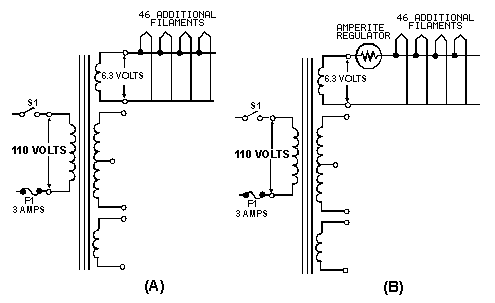 46 ADDITIONAL
FILAMENTS
6.3 VOLTS
S1
110 VOLTS
F1
3 AMPS
(A)
AMPERITE
REGULATOR
46 ADDITIONAL
FILAMENTS
6.3 VOLTS
S1
110 VOLTS
F1
3 AMPS
(B)